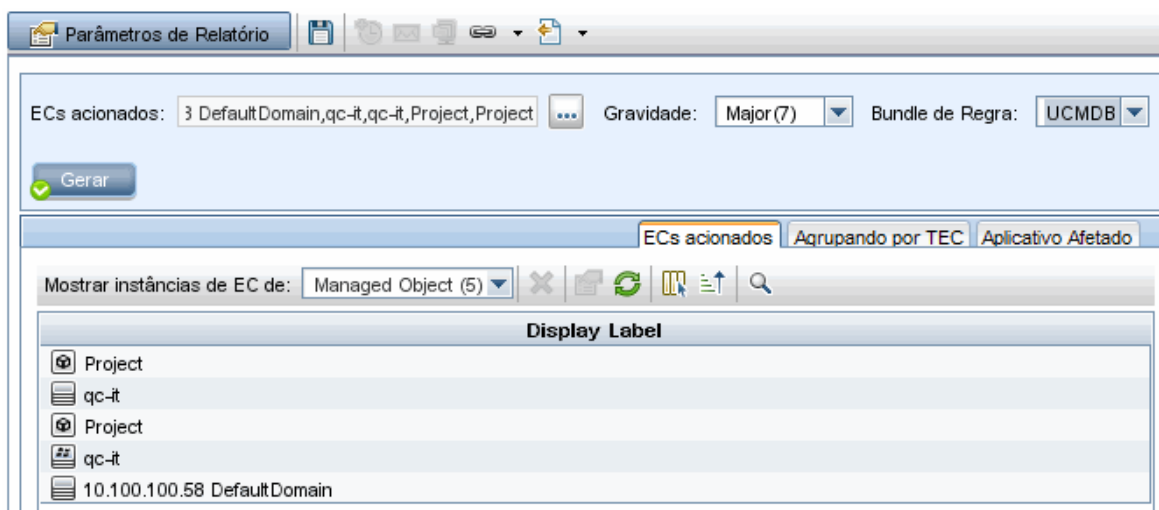 Parâmetros de Relatório
ECs acionados: 3 DefaultDomain,qc-it,qc-it,Project,Project ... Gravidade: Major(7) Bundle de Regra: UCMDB
Gerar
ECs acionados Agrupando por TEC Aplicativo Afetado
Mostrar instâncias de EC de: Managed Object (5)
Display Label
Project
qc-it
Project
qc-it
10.100.100.58 DefaultDomain